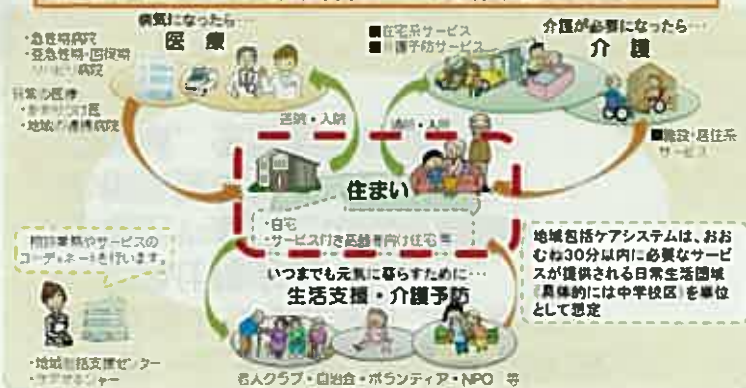 病気になったら…
医療
・急性期病院
・亜急性期・回復期
リハビリ病院
日常の医療
・かかりつけ医
・地域の連携病院
通院・入院
介護が必要になったら…
介護
■在宅系サービス
■介護予防サービス
通所・入所
■施設・居住系
サービス
住まい
・自宅
・サービス付き高齢者向け住宅 等
相談業務やサービスの
コーディネートを行います。
・地域包括支援センター
・ケアマネジャー
いつまでも元気に暮らすために…
生活支援・介護予防
老人クラブ・自治会・ボランティア・NPO 等
地域包括ケアシステムは、おお
むね30分以内に必要なサービ
スが提供される日常生活圏域
（具体的には中学校区）を単位
として想定